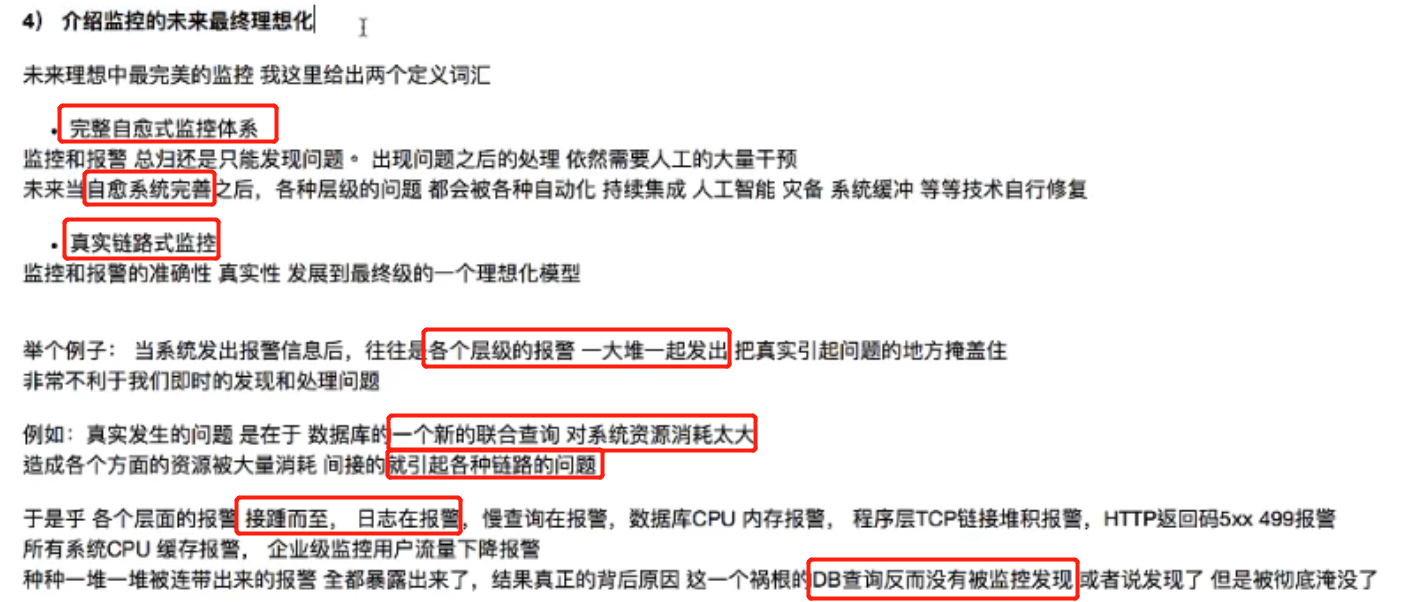 4） 介绍监控的未来最终理想化
未来理想中最完美的监控 我这里给出两个定义词汇
• 完整自愈式监控体系
监控和报警 总归还是只能发现问题。 出现问题之后的处理 依然需要人工的大量干预
未来当自愈系统完善之后，各种层级的问题 都会被各种自动化 持续集成 人工智能 灾备 系统缓冲 等等技术自行修复
• 真实链路式监控
监控和报警的准确性 真实性 发展到最终级的一个理想化模型
举个例子： 当系统发出报警信息后，往往是各个层级的报警 一大堆一起发出 把真实引起问题的地方掩盖住
非常不利于我们即时的发现和处理问题
例如：真实发生的问题 是在于 数据库的一个新的联合查询 对系统资源消耗太大
造成各个方面的资源被大量消耗 间接的就引起各种链路的问题
于是乎 各个层面的报警 接踵而至， 日志在报警，慢查询在报警，数据库CPU 内存报警， 程序层TCP链接堆积报警，HTTP返回码5xx 499报警
所有系统CPU 缓存报警， 企业级监控用户流量下降报警
种种一堆一堆被连带出来的报警 全都暴露出来了，结果真正的背后原因 这一个祸根的DB查询反而没有被监控发现 或者说发现了 但是被彻底淹没了